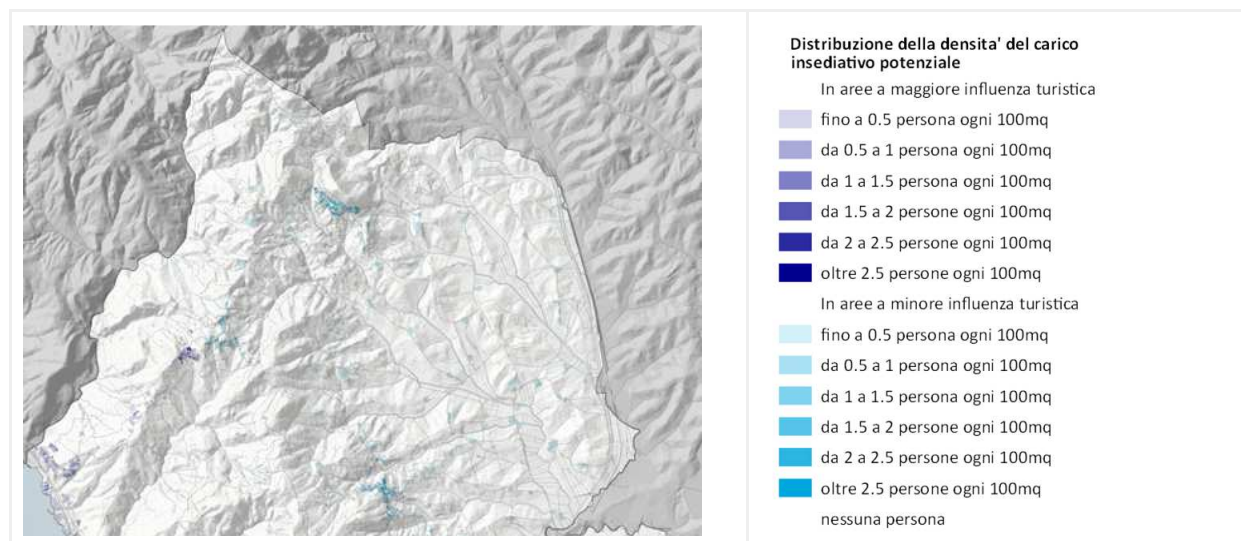 Distribuzione della densita' del carico
insediativo potenziale
In aree a maggiore influenza turistica
fino a 0.5 persona ogni 100mq
da 0.5 a 1 persona ogni 100mq
da 1 a 1.5 persona ogni 100mq
da 1.5 a 2 persone ogni 100mq
da 2 a 2.5 persone ogni 100mq
oltre 2.5 persone ogni 100mq
In aree a minore influenza turistica
fino a 0.5 persona ogni 100mq
da 0.5 a 1 persona ogni 100mq
da 1 a 1.5 persona ogni 100mq
da 1.5 a 2 persone ogni 100mq
da 2 a 2.5 persone ogni 100mq
oltre 2.5 persone ogni 100mq
nessuna persona